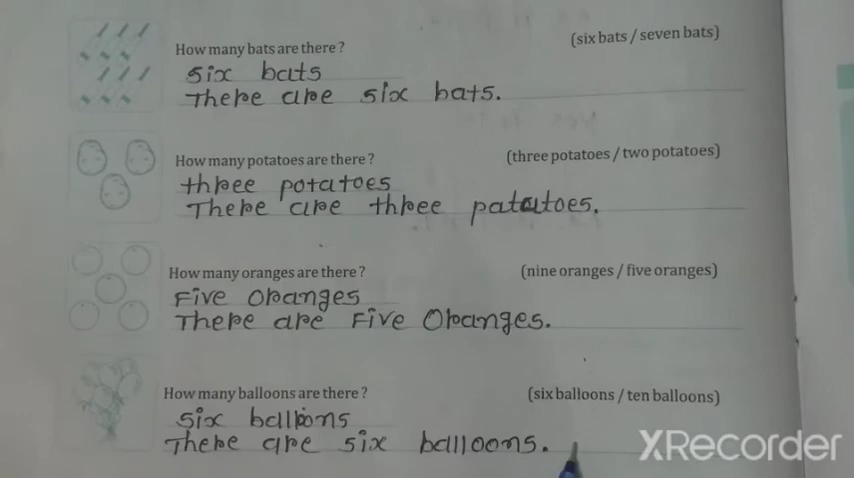 How many bats are there ? (six bats / seven bats)
six bats
There are six bats.
How many potatoes are there ? (three potatoes / two potatoes)
three potatoes
There are three patatoes.
How many oranges are there ? (nine oranges / five oranges)
Five Oranges
There are Five Oranges.
How many balloons are there ? (six balloons / ten balloons)
six balloons
There are six balloons.
XRecorder